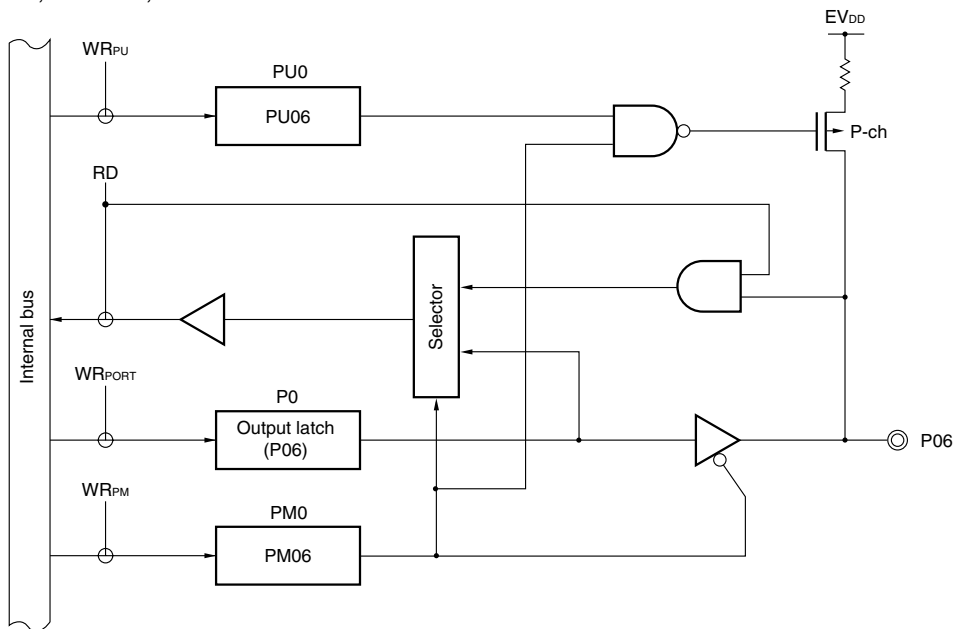 EVDD
WRPU
PU0
PU06
P-ch
RD
Selector
Internal bus
WRPORT
P0
Output latch
(P06)
P06
WRPM
PM0
PM06